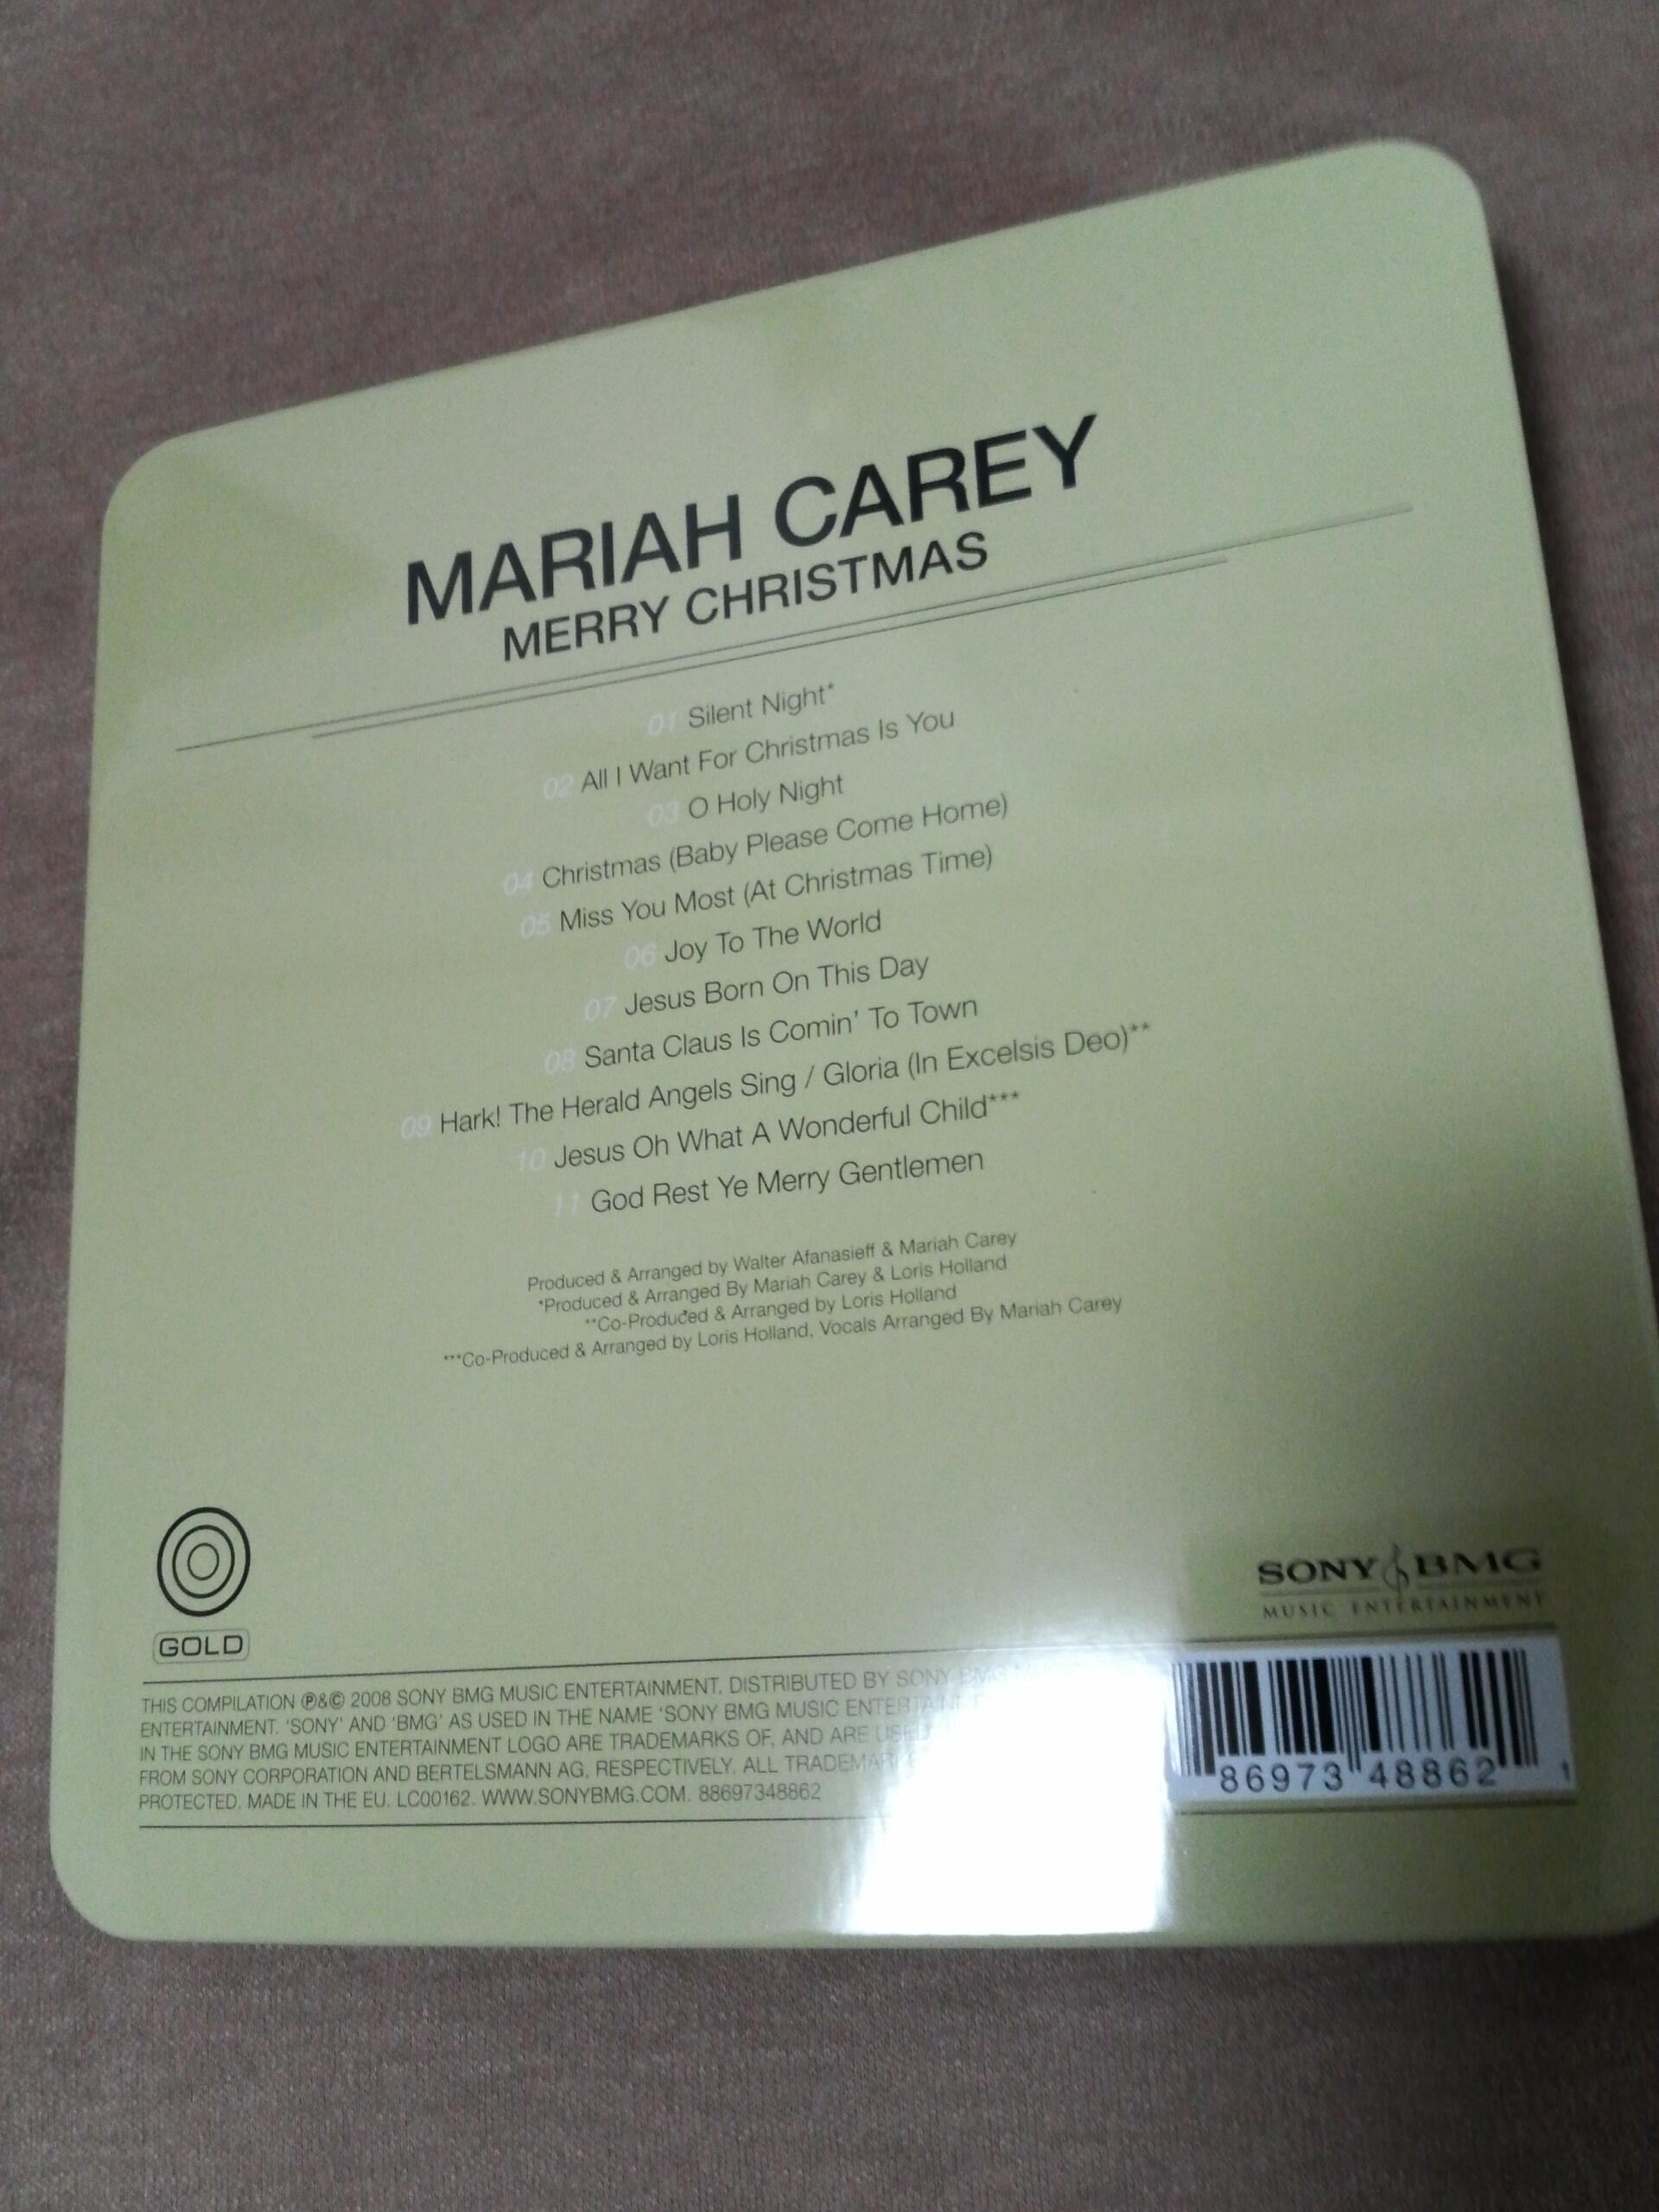 MARIAH CAREY
MERRY CHRISTMAS
01 Silent Night*
02 All I Want For Christmas Is You
03 O Holy Night
04 Christmas (Baby Please Come Home)
05 Miss You Most (At Christmas Time)
06 Joy To The World
07 Jesus Born On This Day
08 Santa Claus Is Comin' To Town
09 Hark! The Herald Angels Sing / Gloria (In Excelsis Deo)**
10 Jesus Oh What A Wonderful Child***
11 God Rest Ye Merry Gentlemen
Produced & Arranged by Walter Afanasieff & Mariah Carey
*Produced & Arranged By Mariah Carey & Loris Holland
**Co-Produced & Arranged by Loris Holland
***Co-Produced & Arranged by Loris Holland, Vocals Arranged By Mariah Carey
GOLD
SONY BMG
MUSIC ENTERTAINMENT
THIS COMPILATION ℗&© 2008 SONY BMG MUSIC ENTERTAINMENT. DISTRIBUTED BY SONY BMG
ENTERTAINMENT. 'SONY' AND 'BMG' AS USED IN THE NAME 'SONY BMG MUSIC
IN THE SONY BMG MUSIC ENTERTAINMENT LOGO ARE TRADEMARKS OF, AND ARE
FROM SONY CORPORATION AND BERTELSMANN AG, RESPECTIVELY. ALL
PROTECTED. MADE IN THE EU. LC00162. WWW.SONYBMG.COM. 88697348862
86973 48862 1